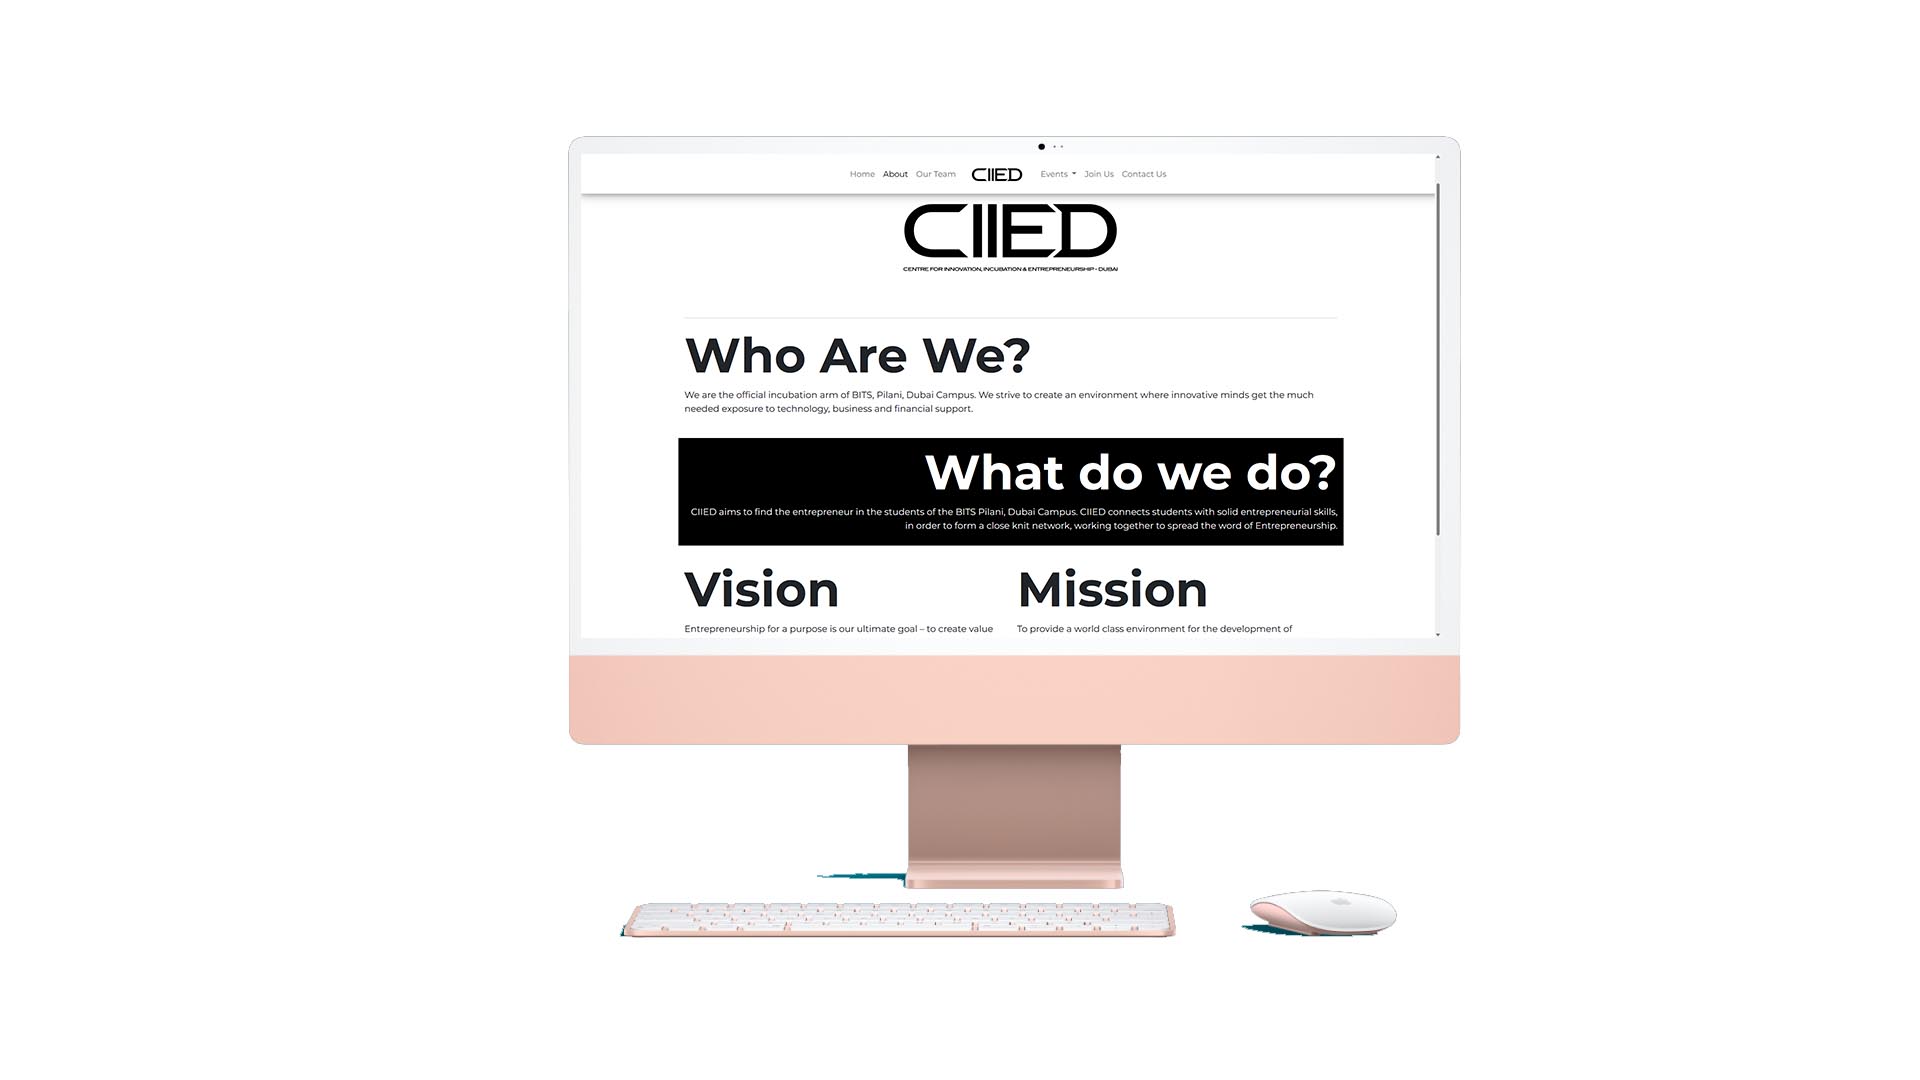 Home About Our Team CIIED Events Join Us Contact Us
CIIED
CENTRE FOR INNOVATION, INCUBATION & ENTREPRENEURSHIP - DUBAI
Who Are We?
We are the official incubation arm of BITS, Pilani, Dubai Campus. We strive to create an environment where innovative minds get the much
needed exposure to technology, business and financial support.
What do we do?
CIIED aims to find the entrepreneur in the students of the BITS Pilani, Dubai Campus. CIIED connects students with solid entrepreneurial skills,
in order to form a close knit network, working together to spread the word of Entrepreneurship.
Vision
Entrepreneurship for a purpose is our ultimate goal – to create value
Mission
To provide a world class environment for the development of